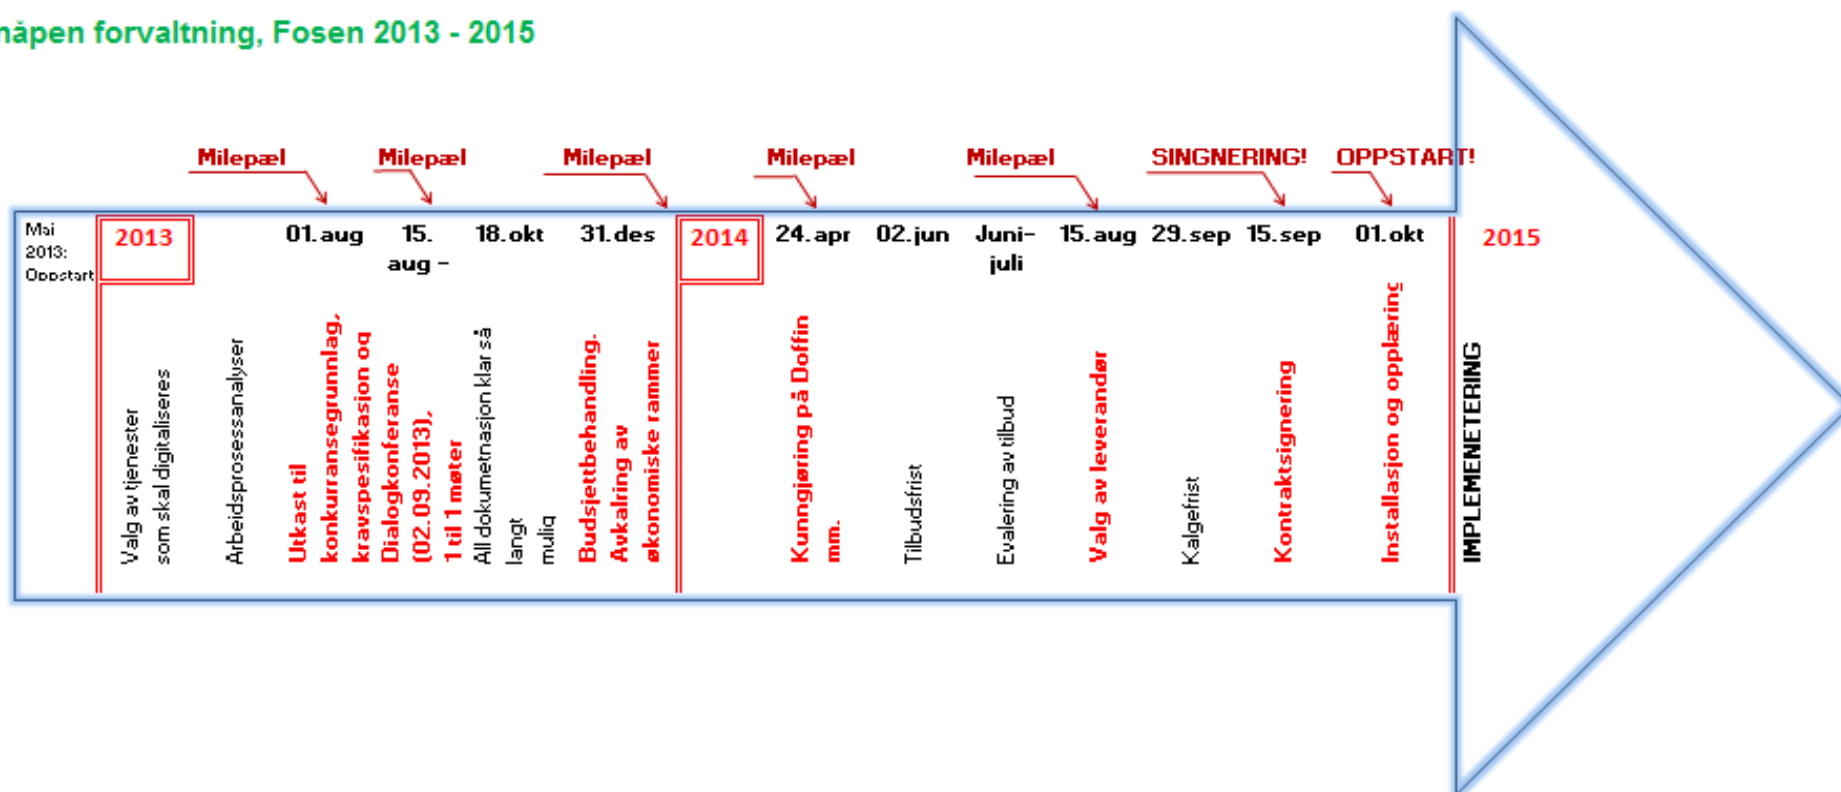 nåpen forvaltning, Fosen 2013 - 2015
Milepæl
Milepæl
Milepæl
Milepæl
Milepæl
SINGNERING!
OPPSTART!
Mai
2013:
Oppstart
2013
01.aug
15.
aug -
18.okt
31.des
2014
24.apr
02.jun
Juni-
juli
15.aug
29.sep
15.sep
01.okt
2015
Valg av tjenester
som skal digitaliseres
Arbeidsprosessanalyser
Utkast til
konkurransegrunnlag,
kravspesifikasjon og
Dialogkonferanse
(02.09.2013),
1 til 1 møter
All dokumetnasjon klar så
langt
mulig
Budsjettbehandling.
Avkalring av
økonomiske rammer
Kunngjøring på Doffin
mm.
Tilbudsfrist
Evalering av tilbud
Valg av leverandør
Kalgefrist
Kontraktsignering
Installasjon og opplæring
IMPLEMENETERING